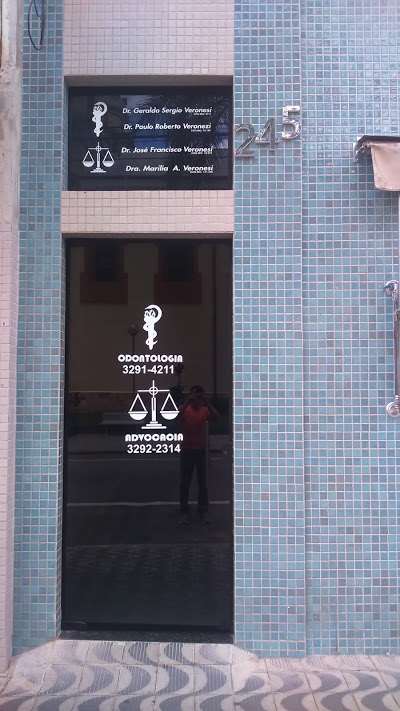 Dr. Geraldo Sergio Veronesi
Dr. Paulo Roberto Veronezi
Dr. José Francisco Veronesi
Dra. Marília A. Veronesi
245
ODONTOLOGIA
3291-4211
ADVOCACIA
3292-2314